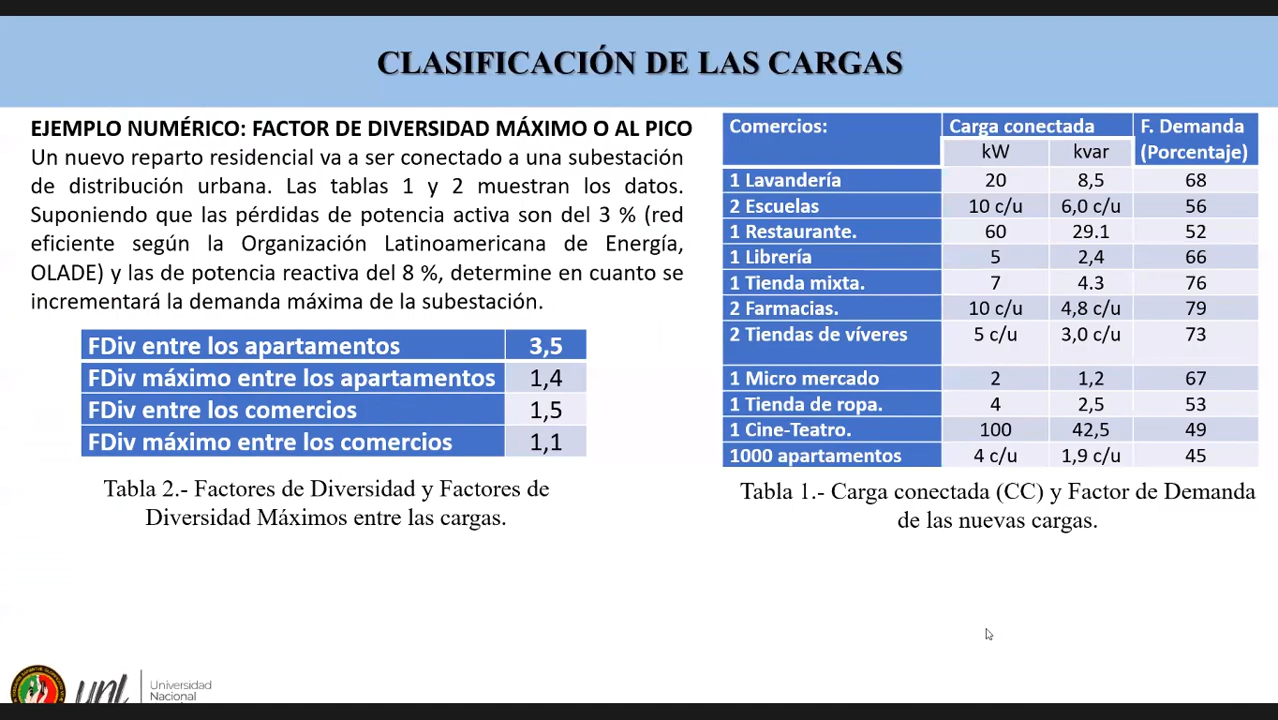 CLASIFICACIÓN DE LAS CARGAS
EJEMPLO NUMÉRICO: FACTOR DE DIVERSIDAD MÁXIMO O AL PICO
Un nuevo reparto residencial va a ser conectado a una subestación
de distribución urbana. Las tablas 1 y 2 muestran los datos.
Suponiendo que las pérdidas de potencia activa son del 3 % (red
eficiente según la Organización Latinoamericana de Energía,
OLADE) y las de potencia reactiva del 8 %, determine en cuanto se
incrementará la demanda máxima de la subestación.
FDiv entre los apartamentos 3,5
FDiv máximo entre los apartamentos 1,4
FDiv entre los comercios 1,5
FDiv máximo entre los comercios 1,1
Tabla 2.- Factores de Diversidad y Factores de
Diversidad Máximos entre las cargas.
Comercios: Carga conectada F. Demanda
kW kvar (Porcentaje)
1 Lavandería 20 8,5 68
2 Escuelas 10 c/u 6,0 c/u 56
1 Restaurante. 60 29.1 52
1 Librería 5 2,4 66
1 Tienda mixta. 7 4.3 76
2 Farmacias. 10 c/u 4,8 c/u 79
2 Tiendas de víveres 5 c/u 3,0 c/u 73
1 Micro mercado 2 1,2 67
1 Tienda de ropa. 4 2,5 53
1 Cine-Teatro. 100 42,5 49
1000 apartamentos 4 c/u 1,9 c/u 45
Tabla 1.- Carga conectada (CC) y Factor de Demanda
de las nuevas cargas.
unl
Universidad
Nacional